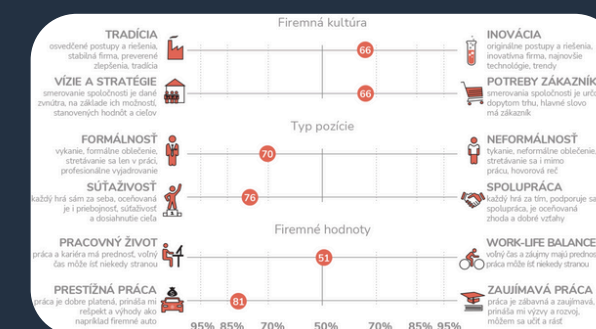 Firemná kultúra
TRADÍCIA
osvedčené postupy a riešenia,
stabilná firma, preverené
zlepšenia, tradícia
66
INOVÁCIA
originálne postupy a riešenia,
inovatívna firma, najnovšie
technológie, trendy
VÍZIE A STRATÉGIE
smerovanie spoločnosti je dané
zvnútra, na základe ich možností,
stanovených hodnôt a cieľov
66
POTREBY ZÁKAZNÍK
smerovania spoločnosti je urč
dopytom trhu, hlavné slovo
má zákazník
Typ pozície
FORMÁLNOSŤ
vykanie, formálne oblečenie,
stretávanie sa len v práci,
profesionálne vyjadrovanie
70
NEFORMÁLNOSŤ
tykanie, neformálne oblečenie,
stretávanie sa i mimo
prácu, hovorová reč
SÚŤAŽIVOSŤ
každý hrá sám za seba, oceňovaná
je i priebojnosť, súťaživosť
a dosiahnutie cieľa
76
SPOLUPRÁCA
každý hrá za tím, podporuje sa
spolupráca, je oceňovaná
zhoda a dobré vzťahy
Firemné hodnoty
PRACOVNÝ ŽIVOT
práca a kariéra má prednosť, voľný
čas môže ísť niekedy stranou
51
WORK-LIFE BALANCE
voľný čas a záujmy majú prednos
práca môže ísť niekedy stranou
PRESTÍŽNÁ PRÁCA
práca je dobre platená, prináša mi
rešpekt a výhody ako
napríklad firemné auto
81
ZAUJÍMAVÁ PRÁCA
práca je zábavná a zaujímavá,
prináša mi výzvy a rozvoj,
môžem sa učiť a rásť
95% 85% 70% 50% 70% 85% 95%